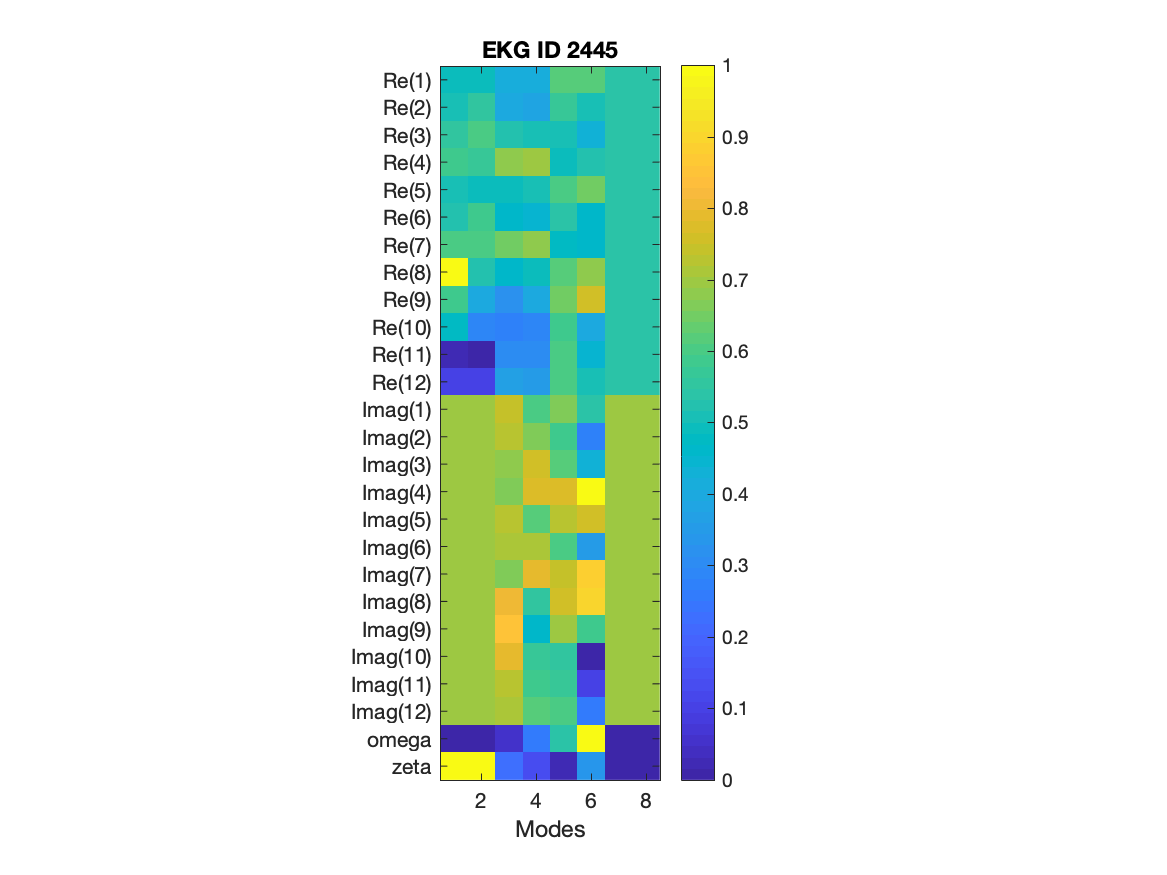 EKG ID 2445
Re(1)
Re(2)
Re(3)
Re(4)
Re(5)
Re(6)
Re(7)
Re(8)
Re(9)
Re(10)
Re(11)
Re(12)
Imag(1)
Imag(2)
Imag(3)
Imag(4)
Imag(5)
Imag(6)
Imag(7)
Imag(8)
Imag(9)
Imag(10)
Imag(11)
Imag(12)
omega
zeta
2 4 6 8
Modes
1
0.9
0.8
0.7
0.6
0.5
0.4
0.3
0.2
0.1
0